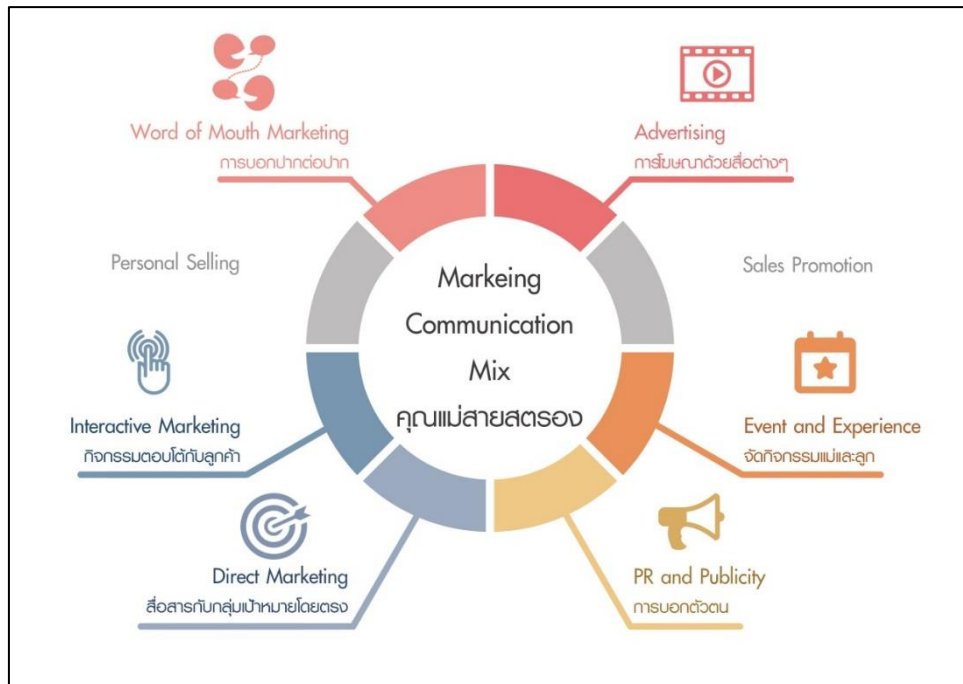 Word of Mouth Marketing
การบอกปากต่อปาก
Advertising
การโฆษณาด้วยสื่อต่างๆ
Personal Selling
Sales Promotion
Markeing
Communication
Mix
คุณแม่สายสตรอง
Interactive Marketing
กิจกรรมตอบโต้กับลูกค้า
Event and Experience
จัดกิจกรรมแม่และลูก
Direct Marketing
สื่อสารกับกลุ่มเป้าหมายโดยตรง
PR and Publicity
การบอกตัวตน